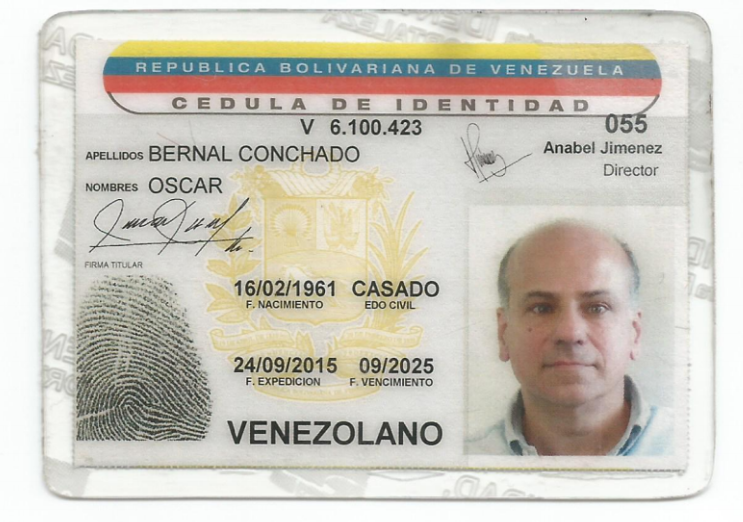 REPUBLICA BOLIVARIANA DE VENEZUELA
CEDULA DE IDENTIDAD
V 6.100.423
055
APELLIDOS BERNAL CONCHADO
Anabel Jimenez
NOMBRES OSCAR
Director
FIRMA TITULAR
16/02/1961 CASADO
F. NACIMIENTO EDO CIVIL
24/09/2015 09/2025
F. EXPEDICION F. VENCIMIENTO
VENEZOLANO